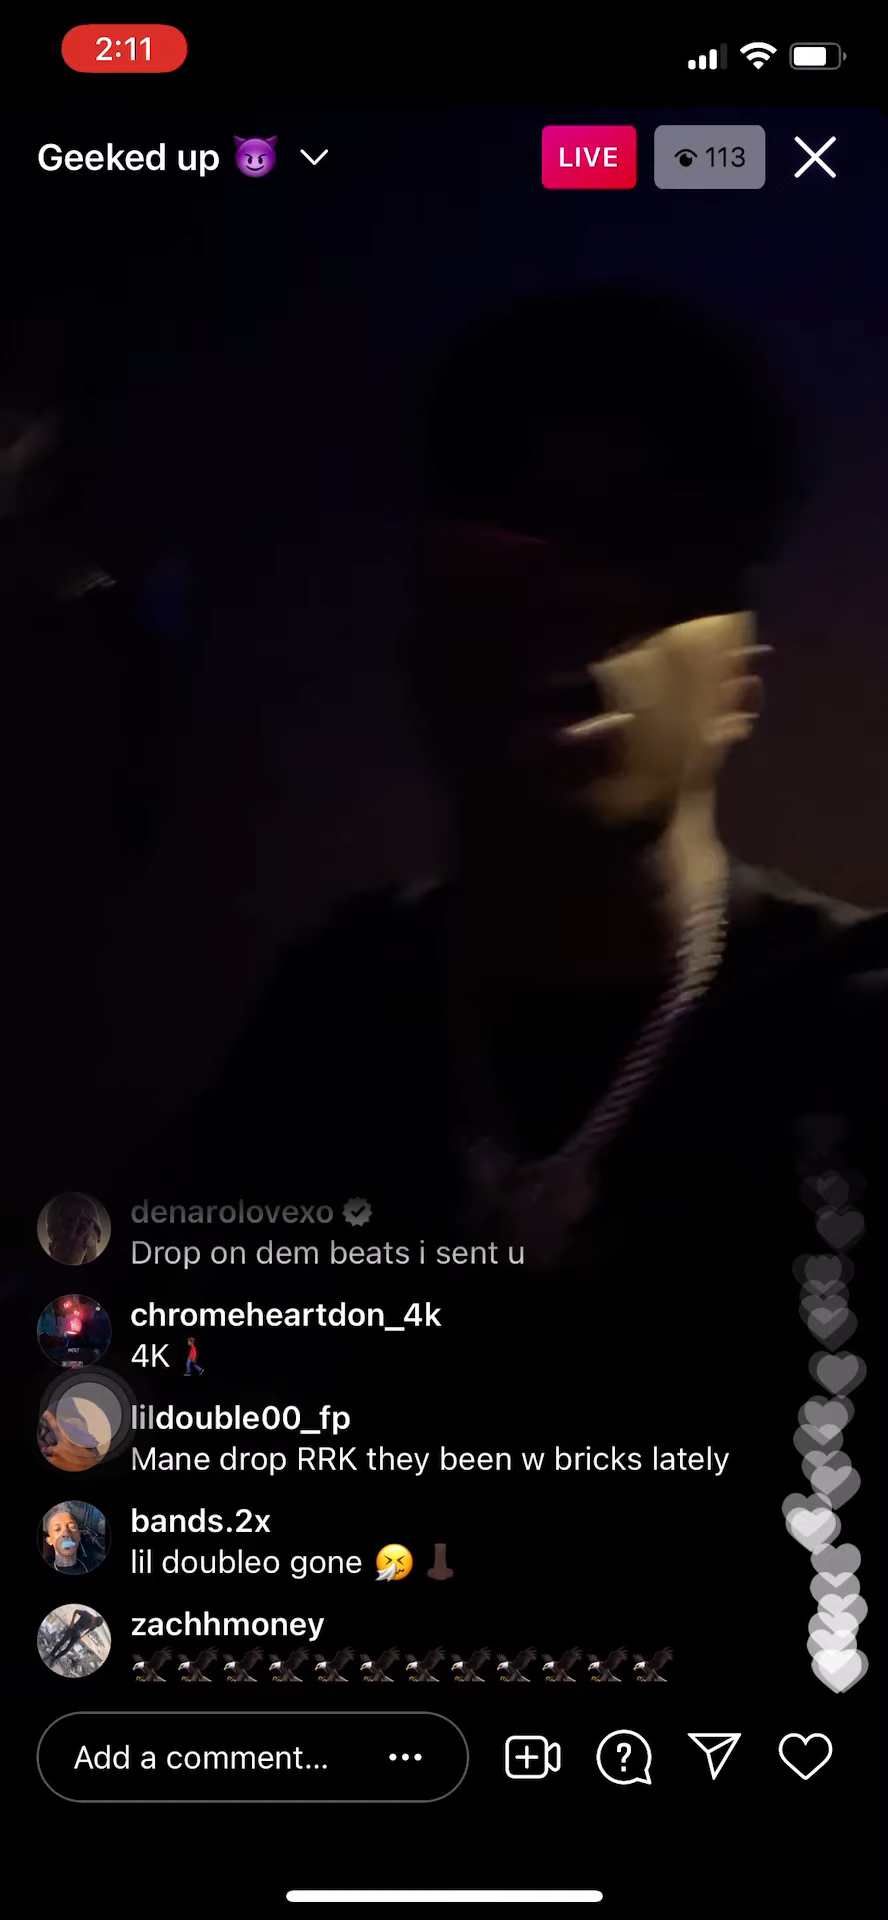 2:11
Geeked up 😈
LIVE
113
denarolovexo
Drop on dem beats i sent u
chromeheartdon_4k
4K 🚶🏾
lildouble00_fp
Mane drop RRK they been w bricks lately
bands.2x
lil doubleo gone 🤧 👃🏿
zachhmoney
🦅🦅🦅🦅🦅🦅🦅🦅🦅🦅🦅🦅
Add a comment...